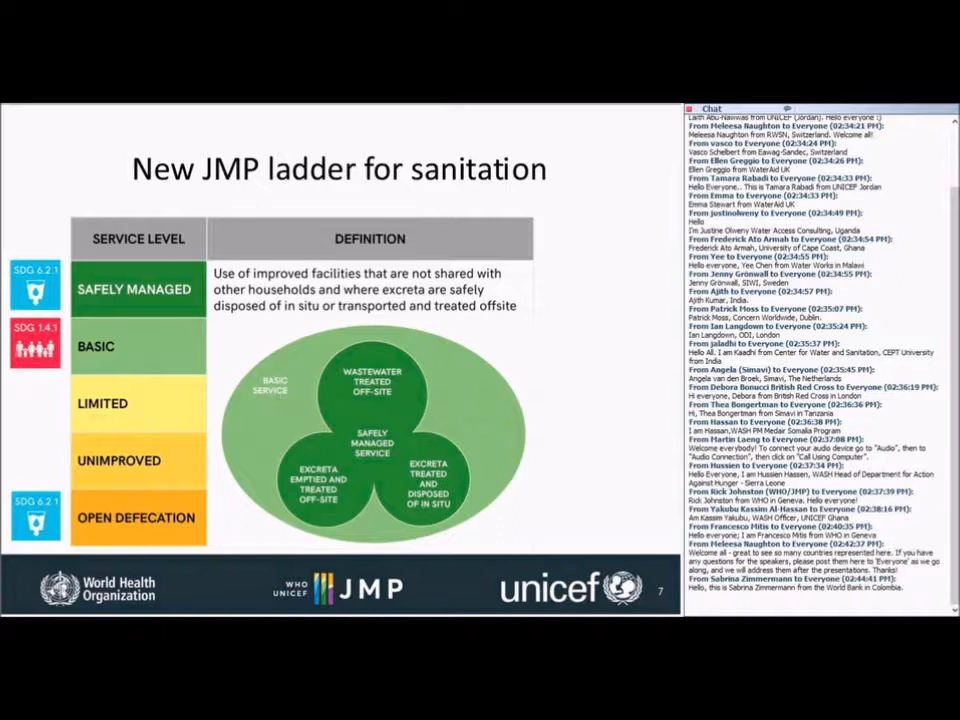 New JMP ladder for sanitation
SERVICE LEVEL
DEFINITION
SDG 6.2.1
SAFELY MANAGED
Use of improved facilities that are not shared with
other households and where excreta are safely
disposed of in situ or transported and treated offsite
SDG 1.4.1
BASIC
LIMITED
UNIMPROVED
SDG 6.2.1
OPEN DEFECATION
BASIC
SERVICE
WASTEWATER
TREATED
OFF-SITE
SAFELY
MANAGED
SERVICE
EXCRETA
EMPTIED AND
TREATED
OFF-SITE
EXCRETA
TREATED
AND
DISPOSED
OF IN SITU
World Health
Organization
WHO
UNICEF
JMP
unicef
7
Chat
Laith Abu-Nawwas from UNICEF (Jordan). Hello everyone :)
From Meleesa Naughton to Everyone (02:34:21 PM):
Meleesa Naughton from RWSN, Switzerland. Welcome all!
From vasco to Everyone (02:34:24 PM):
Vasco Schelbert from Eawag-Sandec, Switzerland
From Ellen Greggio to Everyone (02:34:26 PM):
Ellen Greggio from WaterAid UK
From Tamara Rabadi to Everyone (02:34:33 PM):
Hello Everyone.. This is Tamara Rabadi from UNICEF Jordan
From Emma to Everyone (02:34:33 PM):
Emma Stewart from WaterAid UK
From justinolweny to Everyone (02:34:49 PM):
Hello
I'm Justine Olweny Water Access Consulting, Uganda
From Frederick Ato Armah to Everyone (02:34:54 PM):
Frederick Ato Armah, University of Cape Coast, Ghana
From Yee to Everyone (02:34:55 PM):
Hello everyone, Yee Chen from Water Works in Malawi
From Jenny Grönwall to Everyone (02:34:55 PM):
Jenny Grönwall, SIWI, Sweden
From Ajith to Everyone (02:34:57 PM):
Ajith Kumar, India.
From Patrick Moss to Everyone (02:35:07 PM):
Patrick Moss, Concern Worldwide, Dublin.
From Ian Langdown to Everyone (02:35:24 PM):
Ian Langdown, ODI, London
From jaladhi to Everyone (02:35:37 PM):
Hello All. I am Kaadhi from Center for Water and Sanitation, CEPT University
from India
From Angela (Simavi) to Everyone (02:35:45 PM):
Angela van den Broek, Simavi, The Netherlands
From Debora Bonucci British Red Cross to Everyone (02:36:19 PM):
Hi everyone, Debora from British Red Cross in London
From Thea Bongertman to Everyone (02:36:36 PM):
Hi, Thea Bongertman from Simavi in Tanzania
From Hassan to Everyone (02:36:38 PM):
I am Hassan,WASH PM Medair Somalia Program
From Martin Laeng to Everyone (02:37:08 PM):
Welcome everybody! To connect your audio device go to "Audio", then to
"Audio Connection", then click on "Call Using Computer".
From Hussien to Everyone (02:37:34 PM):
Hello Everyone, I am Hussien Hassen, WASH Head of Department for Action
Against Hunger - Sierra Leone
From Rick Johnston (WHO/JMP) to Everyone (02:37:39 PM):
Rick Johnston from WHO in Geneva. Hello everyone!
From Yakubu Kassim Al-Hassan to Everyone (02:38:16 PM):
Am Kassim Yakubu, WASH Officer, UNICEF Ghana
From Francesco Mitis to Everyone (02:40:35 PM):
Hello everyone; I am Francesco Mitis from WHO in Geneva
From Meleesa Naughton to Everyone (02:42:37 PM):
Welcome all - great to see so many countries represented here. If you have
any questions for the speakers, please post them here to 'Everyone' as we go
along, and we will address them after the presentations. Thanks!
From Sabrina Zimmermann to Everyone (02:44:41 PM):
Hello, this is Sabrina Zimmermann from the World Bank in Colombia.